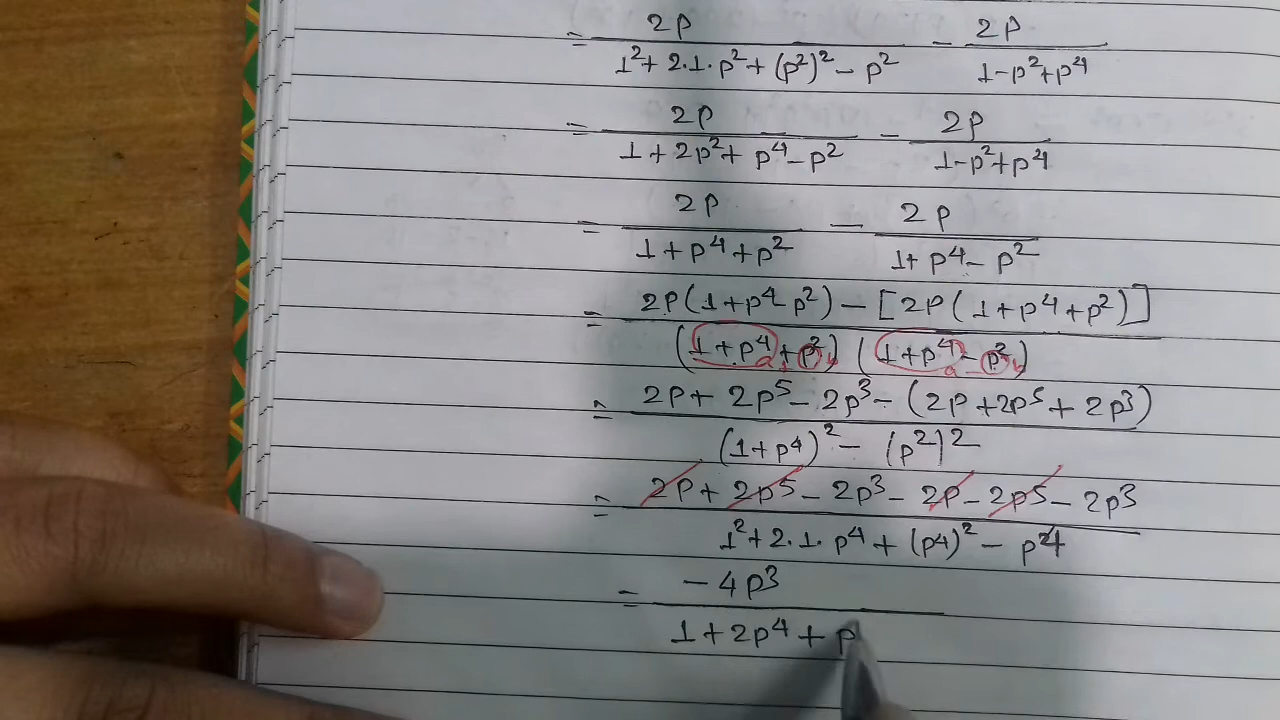 = 2p / (1² + 2·1·p² + (p²)² - p²) - 2p / (1-p²+p⁴)
= 2p / (1 + 2p² + p⁴ - p²) - 2p / (1-p²+p⁴)
= 2p / (1 + p⁴ + p²) - 2p / (1 + p⁴ - p²)
= 2p(1+p⁴-p²) - [2p(1+p⁴+p²)] / (1+p⁴+p²)(1+p⁴-p²)
a b a b
= 2p + 2p⁵ - 2p³ - (2p+2p⁵+2p³) / (1+p⁴)² - (p²)²
= 2p + 2p⁵ - 2p³ - 2p - 2p⁵ - 2p³ / 1² + 2·1·p⁴ + (p⁴)² - p⁴
= -4p³ / 1 + 2p⁴ + p